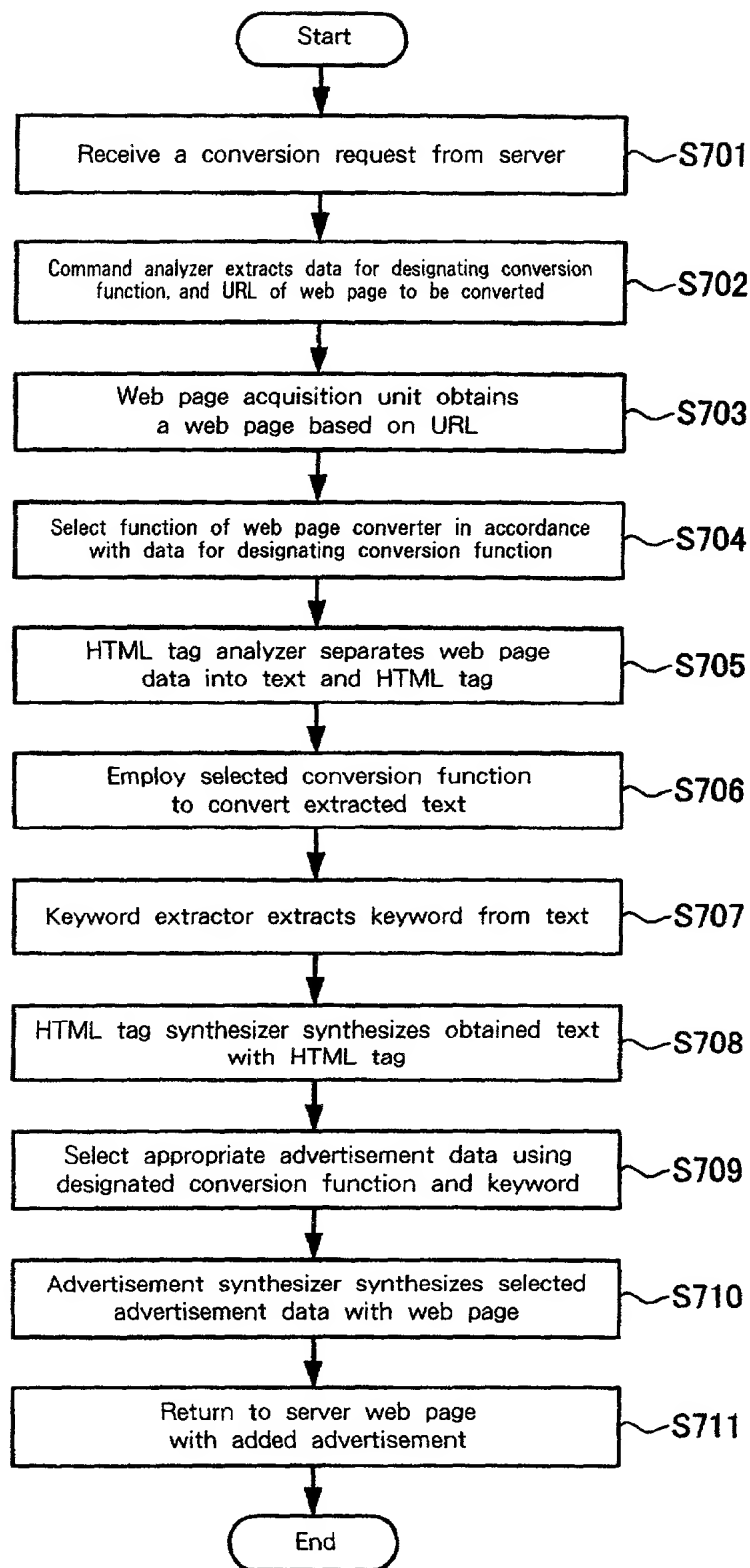 Start
Receive a conversion request from server
S701
Command analyzer extracts data for designating conversion
function, and URL of web page to be converted
S702
Web page acquisition unit obtains
a web page based on URL
S703
Select function of web page converter in accordance
with data for designating conversion function
S704
HTML tag analyzer separates web page
data into text and HTML tag
S705
Employ selected conversion function
to convert extracted text
S706
Keyword extractor extracts keyword from text
S707
HTML tag synthesizer synthesizes obtained text
with HTML tag
S708
Select appropriate advertisement data using
designated conversion function and keyword
S709
Advertisement synthesizer synthesizes selected
advertisement data with web page
S710
Return to server web page
with added advertisement
S711
End